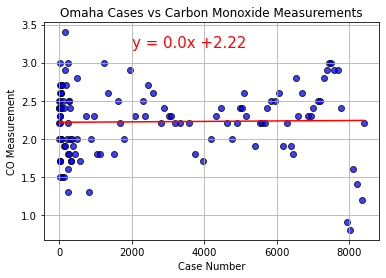 Omaha Cases vs Carbon Monoxide Measurements
y = 0.0x +2.22
CO Measurement
3.5
3.0
2.5
2.0
1.5
1.0
0
2000
4000
6000
8000
Case Number